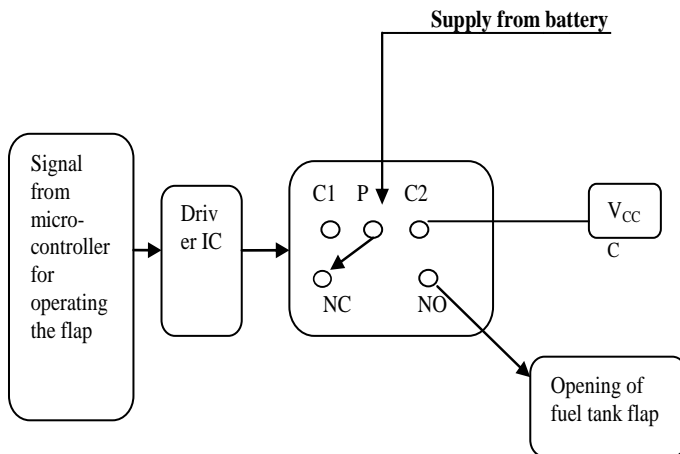 Supply from battery
Signal
from
micro-
controller
for
operating
the flap
Driv
er IC
C1 P C2
NC NO
VCC
C
Opening of
fuel tank flap